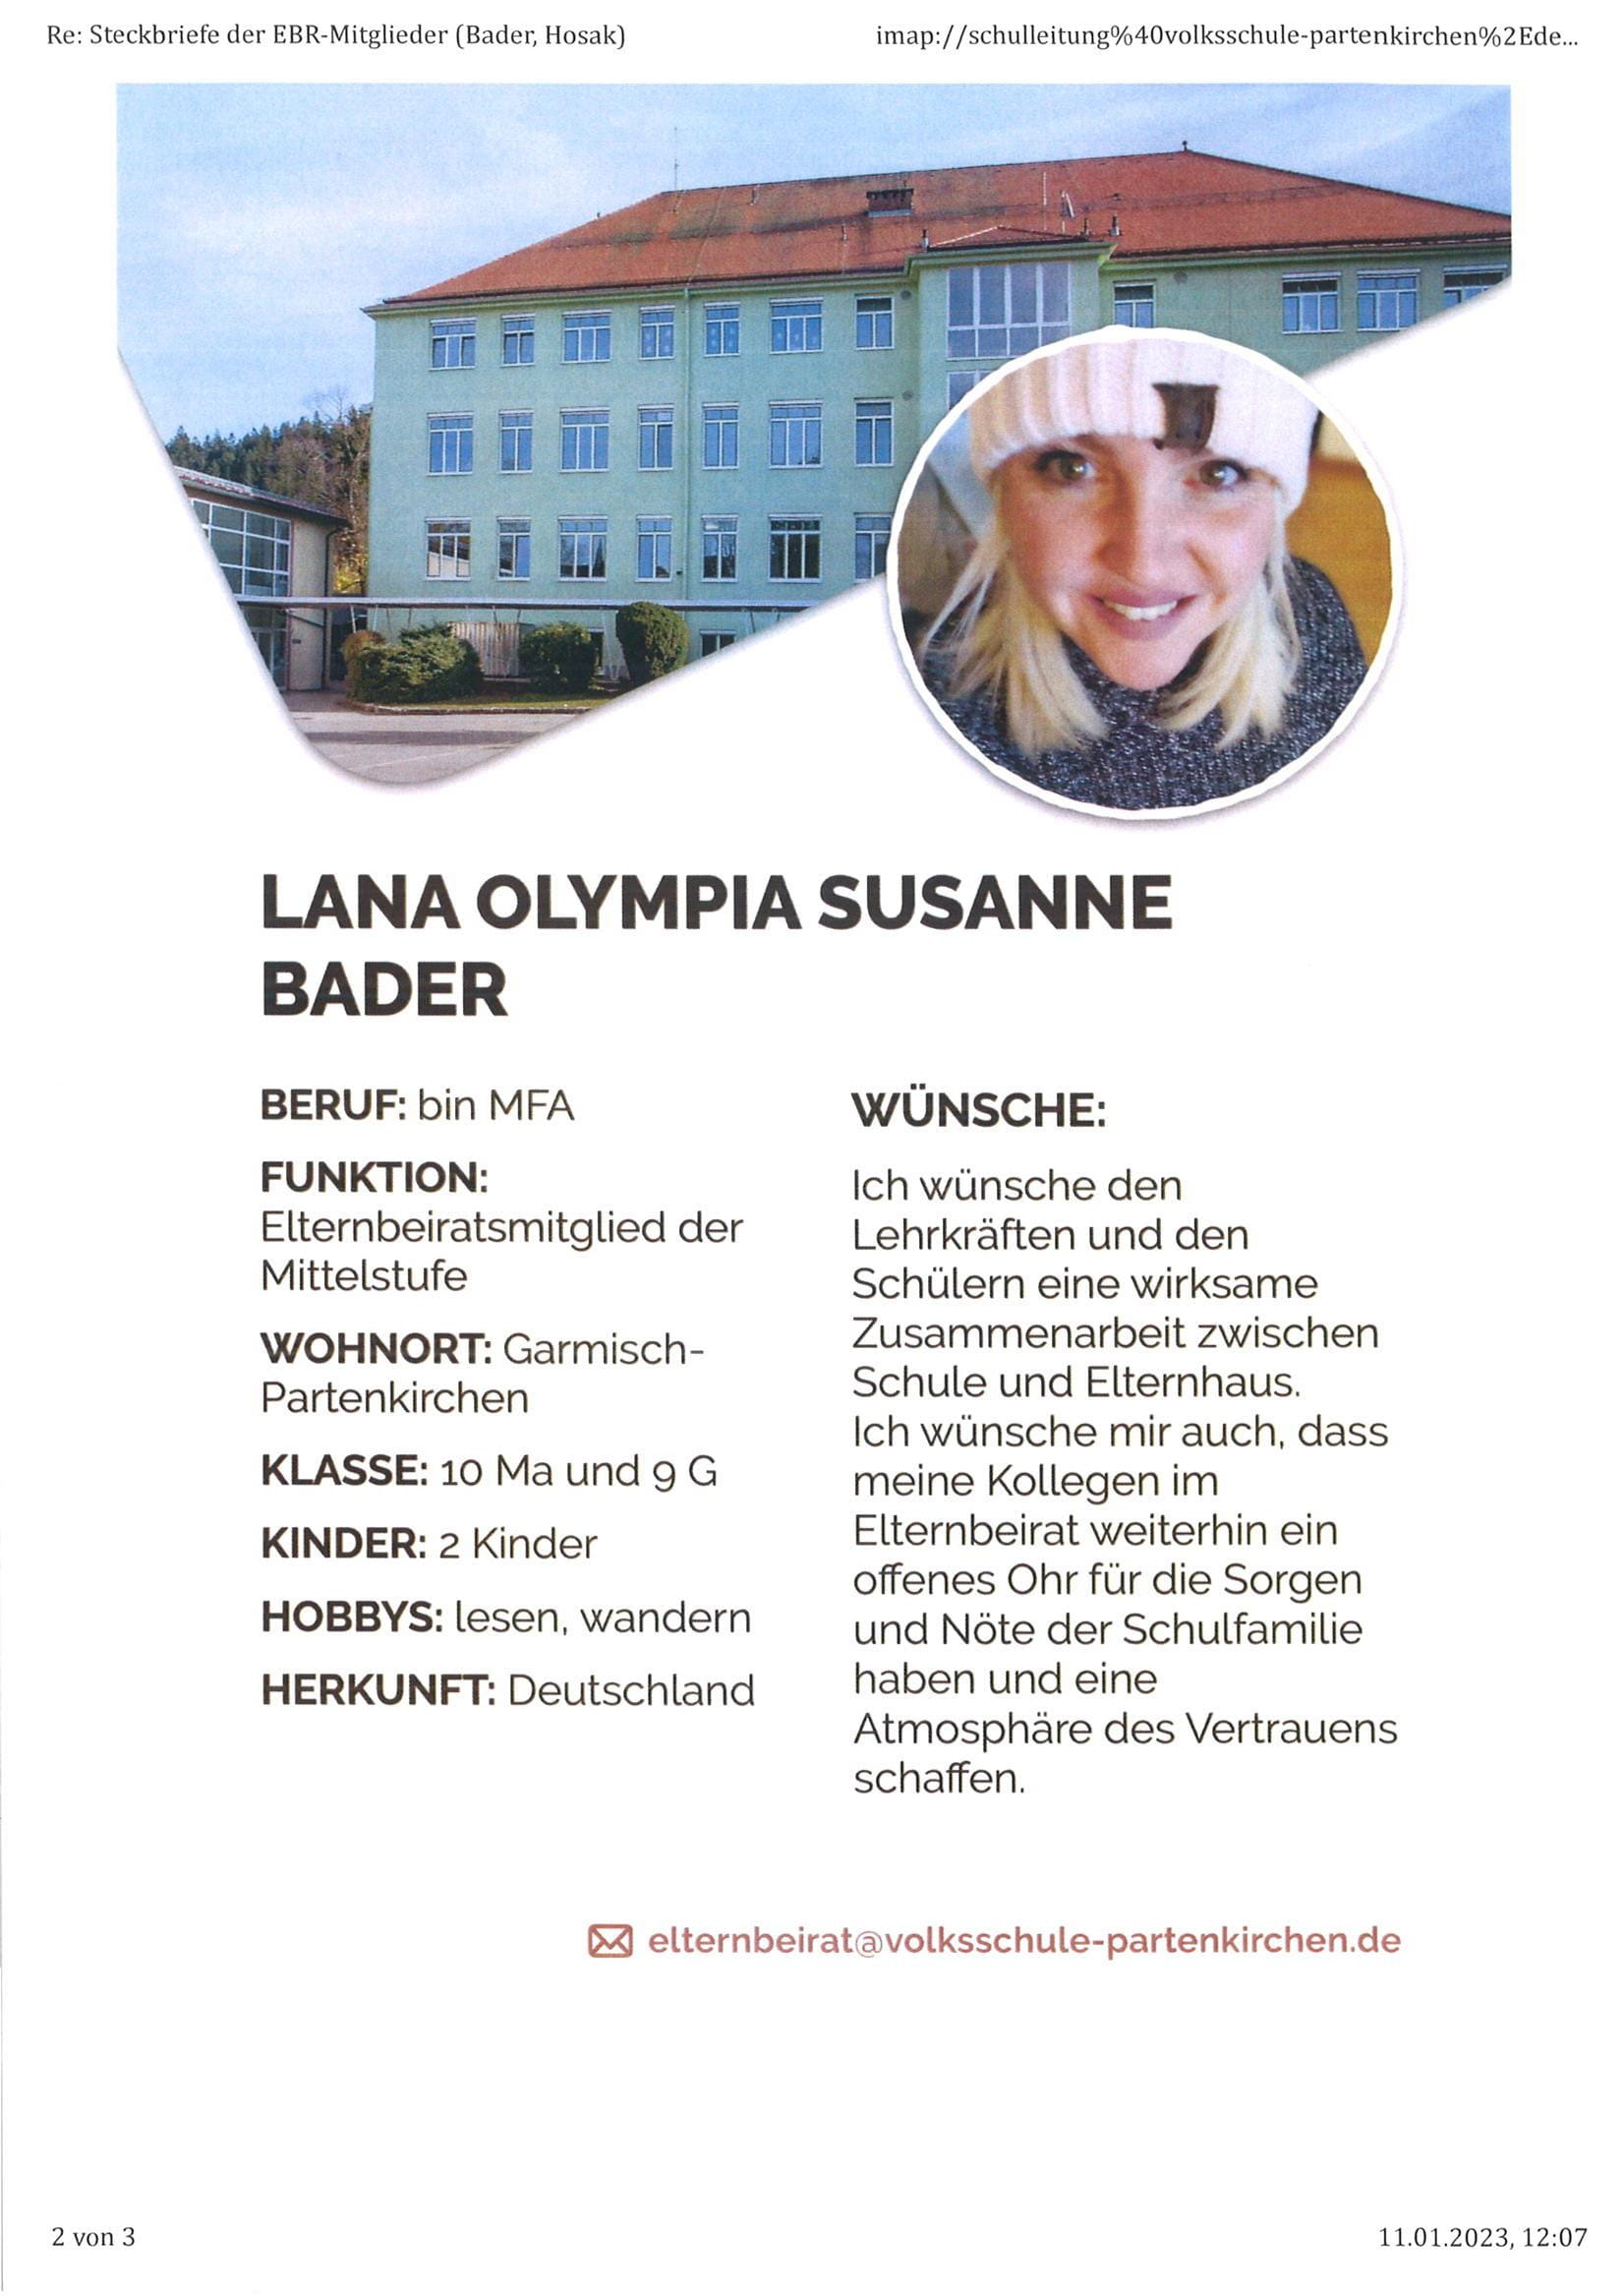 Re: Steckbriefe der EBR-Mitglieder (Bader, Hosak)
imap://schulleitung%40volksschule-partenkirchen%2Ede...
LANA OLYMPIA SUSANNE
BADER
BERUF: bin MFA
FUNKTION:
Elternbeiratsmitglied der
Mittelstufe
WOHNORT: Garmisch-
Partenkirchen
KLASSE: 10 Ma und 9 G
KINDER: 2 Kinder
HOBBYS: lesen, wandern
HERKUNFT: Deutschland
WÜNSCHE:
Ich wünsche den
Lehrkräften und den
Schülern eine wirksame
Zusammenarbeit zwischen
Schule und Elternhaus.
Ich wünsche mir auch, dass
meine Kollegen im
Elternbeirat weiterhin ein
offenes Ohr für die Sorgen
und Nöte der Schulfamilie
haben und eine
Atmosphäre des Vertrauens
schaffen.
elternbeirat@volksschule-partenkirchen.de
2 von 3
11.01.2023, 12:07